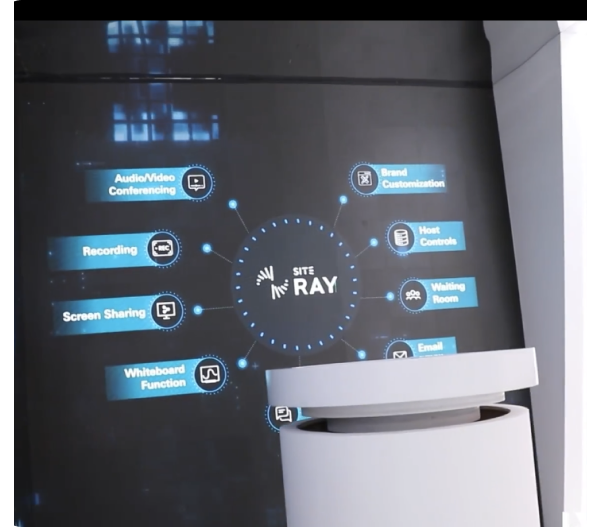 Audio/Video
Conferencing
Recording
REC
Screen Sharing
Whiteboard
Function
SITE
RAY
Brand
Customization
Host
Controls
Waiting
Room
Email